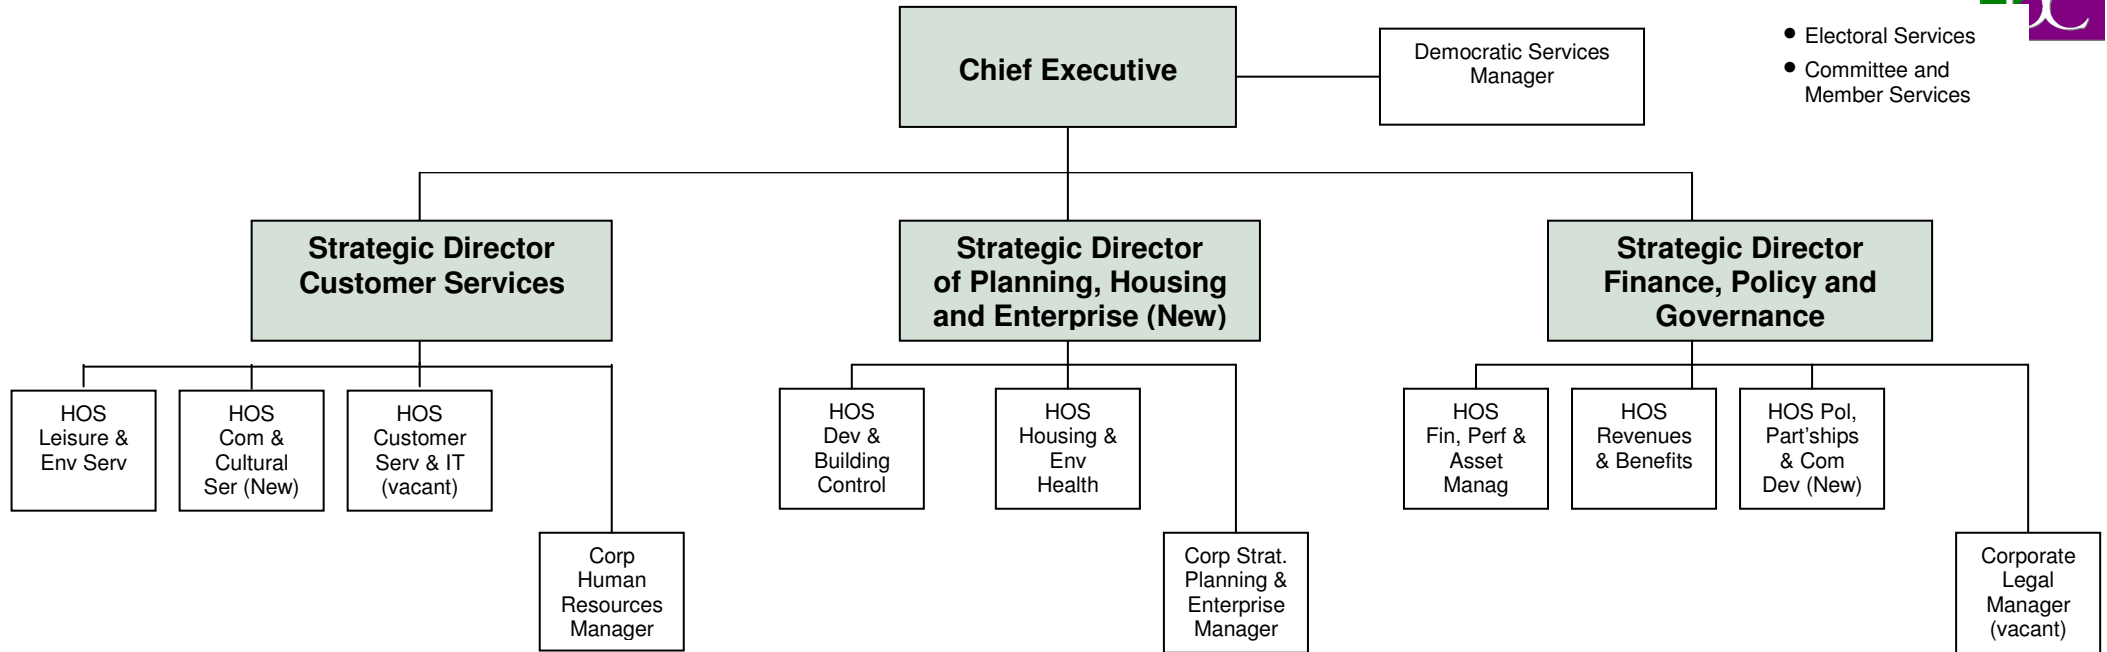 Chief Executive
Democratic Services
Manager
• Electoral Services
• Committee and
Member Services
Strategic Director
Customer Services
Strategic Director
of Planning, Housing
and Enterprise (New)
Strategic Director
Finance, Policy and
Governance
HOS
Leisure &
Env Serv
HOS
Com &
Cultural
Ser (New)
HOS
Customer
Serv & IT
(vacant)
Corp
Human
Resources
Manager
HOS
Dev &
Building
Control
HOS
Housing &
Env
Health
Corp Strat.
Planning &
Enterprise
Manager
HOS
Fin, Perf &
Asset
Manag
HOS
Revenues
& Benefits
HOS Pol,
Part'ships
& Com
Dev (New)
Corporate
Legal
Manager
(vacant)